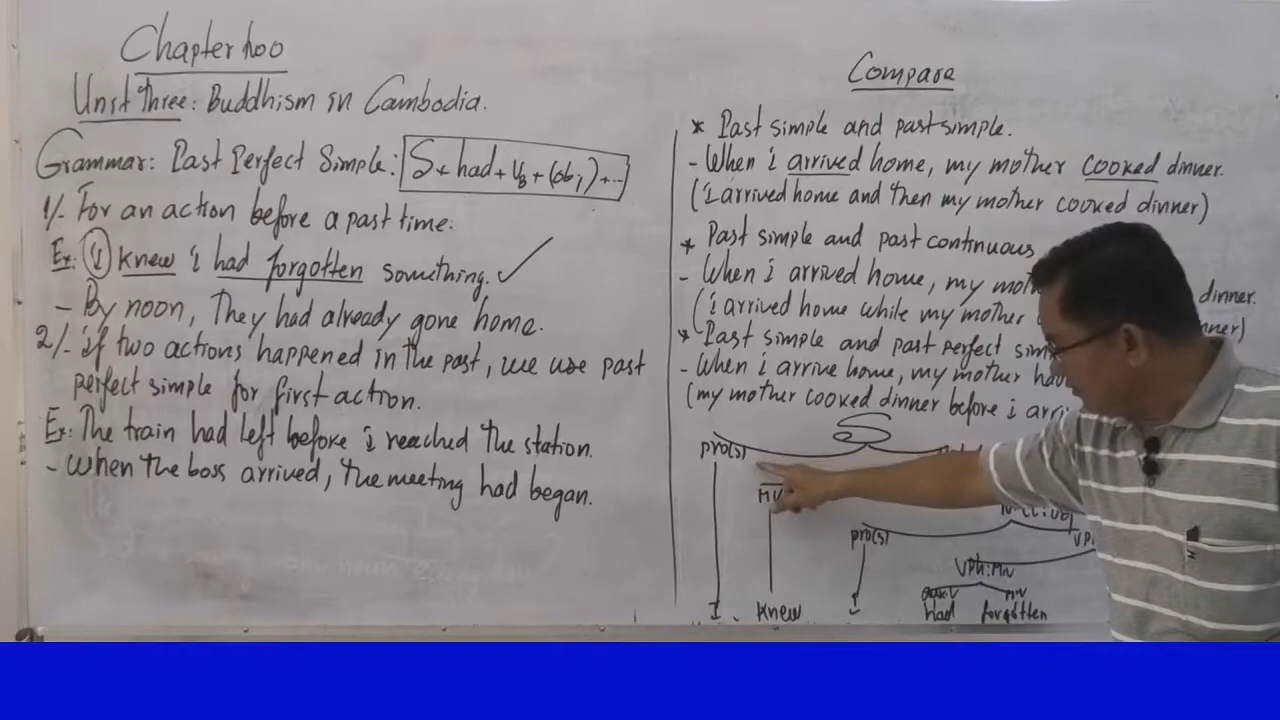 Chapter two
Unit three: Buddhism in Cambodia.
Grammar: Past Perfect Simple: S + had + V3 + (obj) + ...
1/. For an action before a past time:
Ex: I knew i had forgotten something. ✓
- By noon, They had already gone home.
2/. if two actions happened in the past, we use past
perfect simple for first action.
Ex: The train had left before i reached the station.
- When the boss arrived, the meeting had began.
Compare
* Past simple and past simple.
- When i arrived home, my mother cooked dinner.
(I arrived home and then my mother cooked dinner)
* Past simple and past continuous
- When i arrived home, my dinner.
(i arrived home while my mother
* Past simple and past perfect
- When i arrive home, my mother
(my mother cooked dinner before i
S
pro(s)
MV
pro(s)
VPh:MV
aux.V MV
I. knew I had forgotten